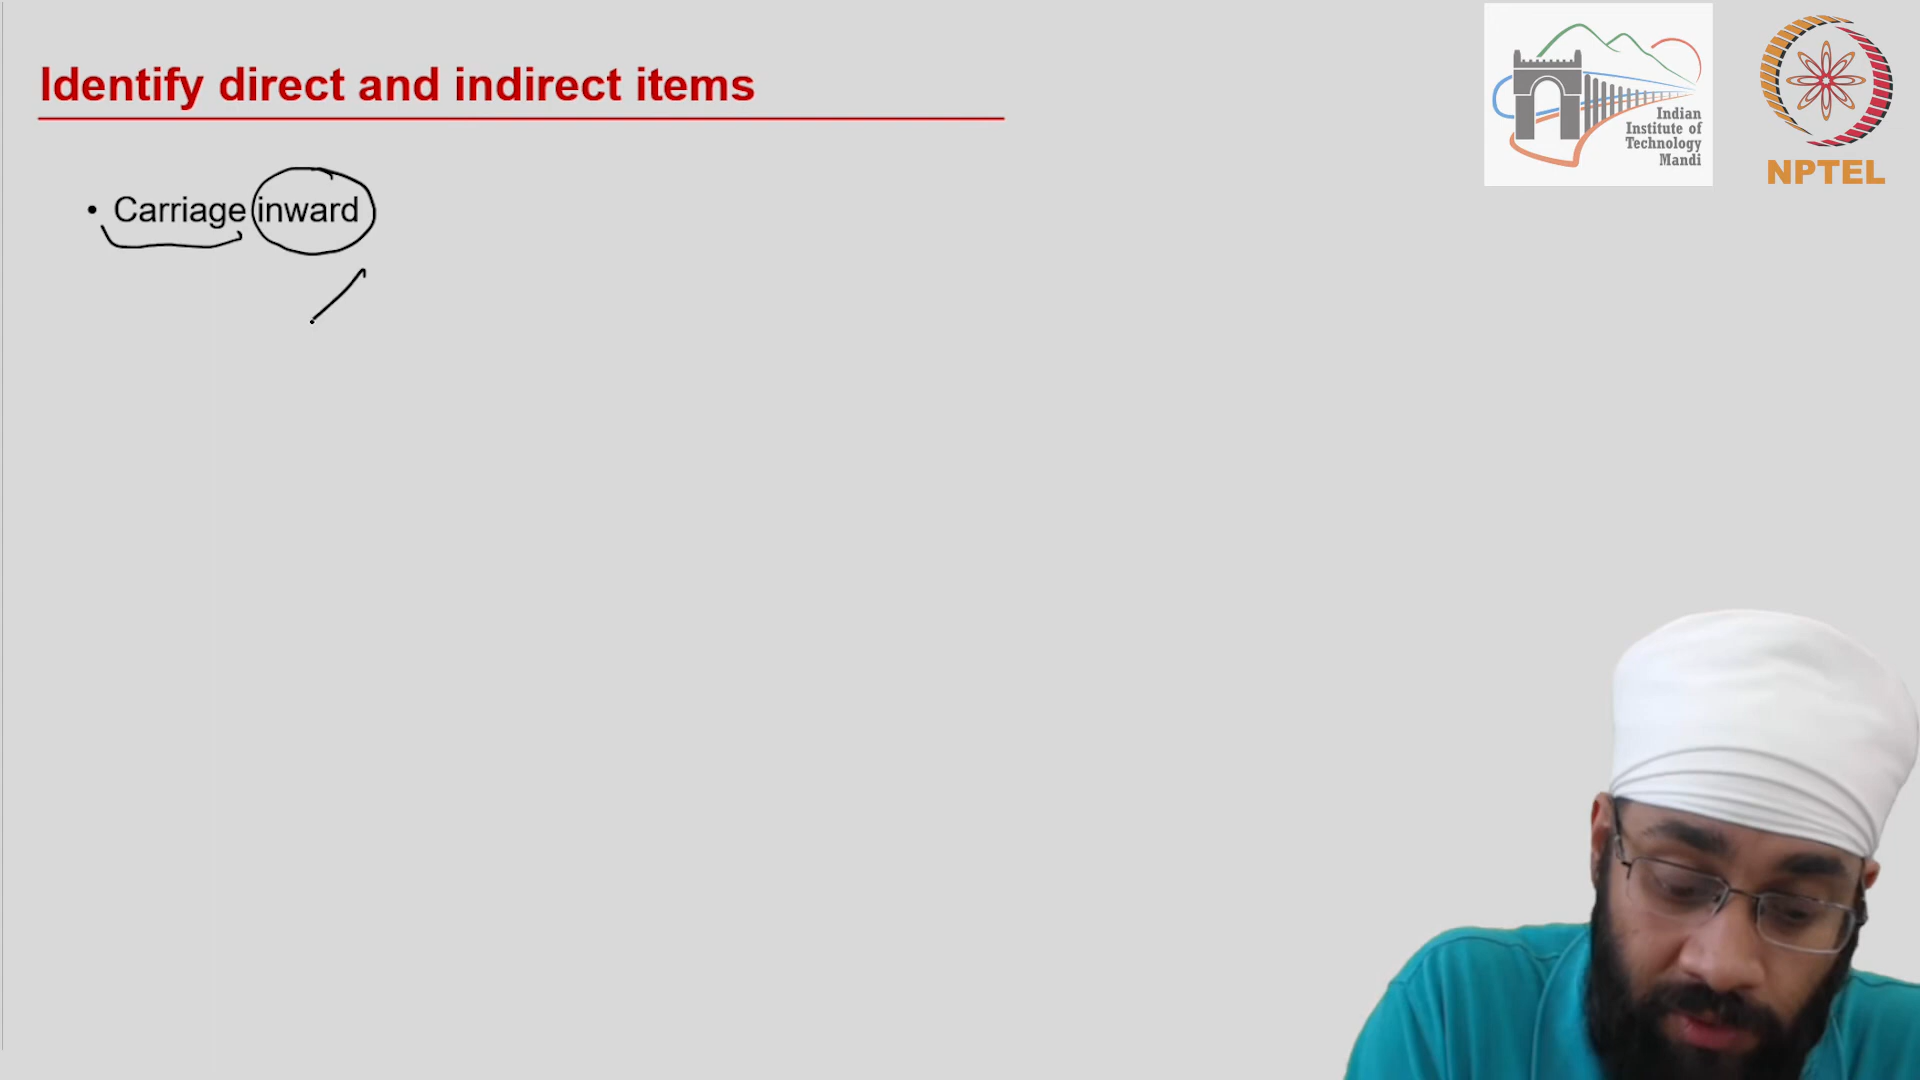 Identify direct and indirect items
Indian
Institute of
Technology
Mandi
NPTEL
• Carriage inward